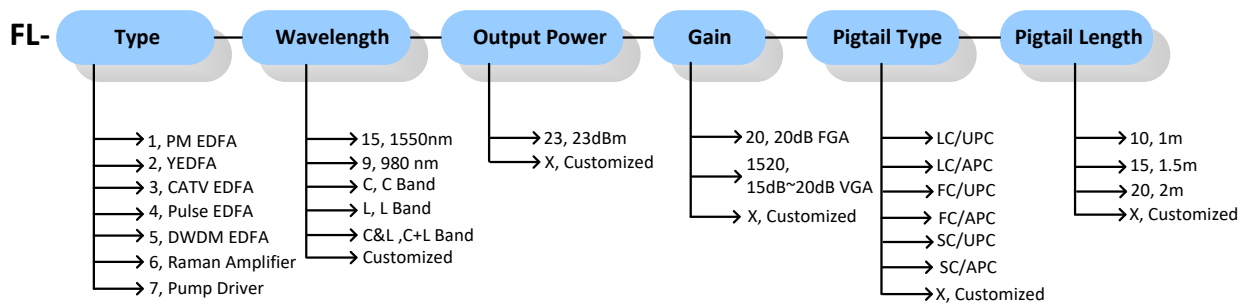 FL- Type Wavelength Output Power Gain Pigtail Type Pigtail Length
1, PM EDFA
2, YEDFA
3, CATV EDFA
4, Pulse EDFA
5, DWDM EDFA
6, Raman Amplifier
7, Pump Driver
15, 1550nm
9, 980 nm
C, C Band
L, L Band
C&L ,C+L Band
Customized
23, 23dBm
X, Customized
20, 20dB FGA
1520,
15dB~20dB VGA
X, Customized
LC/UPC
LC/APC
FC/UPC
FC/APC
SC/UPC
SC/APC
X, Customized
10, 1m
15, 1.5m
20, 2m
X, Customized